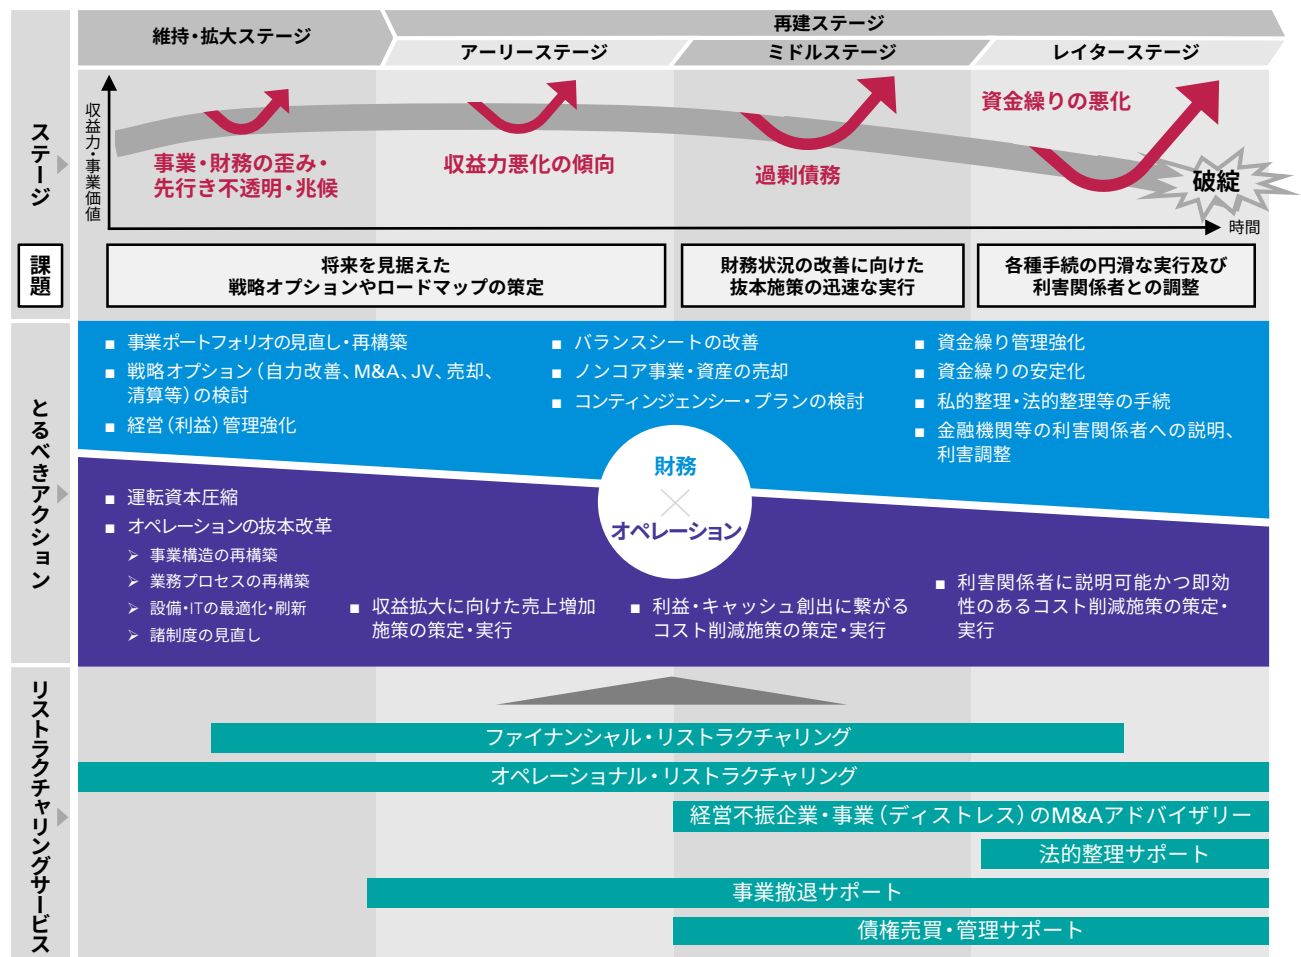 維持・拡大ステージ
再建ステージ
アーリーステージ
ミドルステージ
レイターステージ
ステージ
収益力・事業価値
事業・財務の歪み・
先行き不透明・兆候
収益力悪化の傾向
過剰債務
資金繰りの悪化
破綻
時間
課題
将来を見据えた
戦略オプションやロードマップの策定
財務状況の改善に向けた
抜本施策の迅速な実行
各種手続の円滑な実行及び
利害関係者との調整
とるべきアクション
■ 事業ポートフォリオの見直し・再構築
■ 戦略オプション（自力改善、M&A、JV、売却、
清算等）の検討
■ 経営（利益）管理強化
■ バランスシートの改善
■ ノンコア事業・資産の売却
■ コンティンジェンシー・プランの検討
■ 資金繰り管理強化
■ 資金繰りの安定化
■ 私的整理・法的整理等の手続
■ 金融機関等の利害関係者への説明、
利害調整
財務
×
オペレーション
■ 運転資本圧縮
■ オペレーションの抜本改革
➢ 事業構造の再構築
➢ 業務プロセスの再構築
➢ 設備・ITの最適化・刷新
➢ 諸制度の見直し
■ 収益拡大に向けた売上増加
施策の策定・実行
■ 利益・キャッシュ創出に繋がる
コスト削減施策の策定・実行
■ 利害関係者に説明可能かつ即効
性のあるコスト削減施策の策定・
実行
リストラクチャリングサービス
ファイナンシャル・リストラクチャリング
オペレーショナル・リストラクチャリング
経営不振企業・事業（ディストレス）のM&Aアドバイザリー
法的整理サポート
事業撤退サポート
債権売買・管理サポート